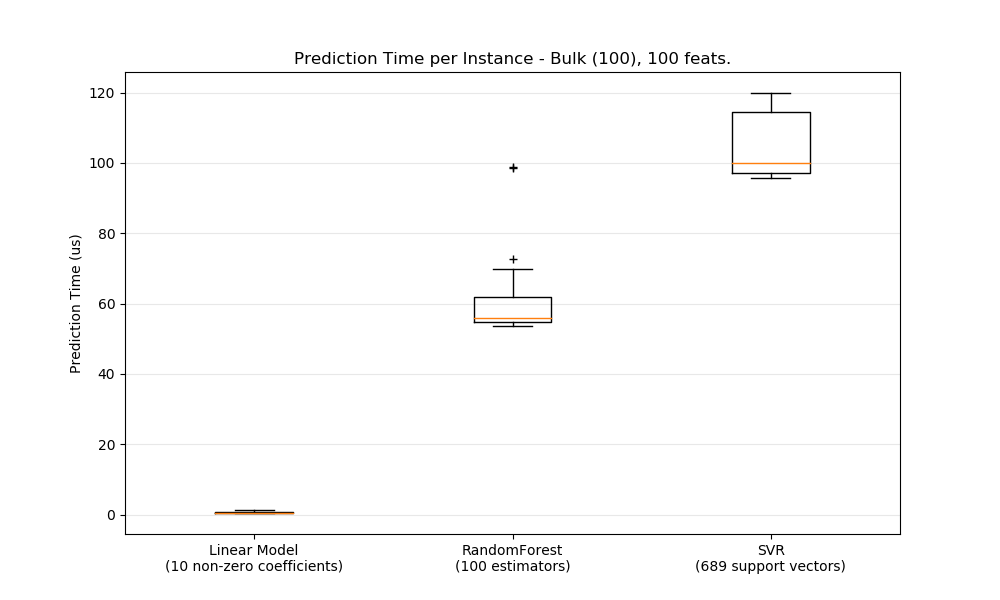 Prediction Time per Instance - Bulk (100), 100 feats.
Prediction Time (us)
120
100
80
60
40
20
0
Linear Model
(10 non-zero coefficients)
RandomForest
(100 estimators)
SVR
(689 support vectors)